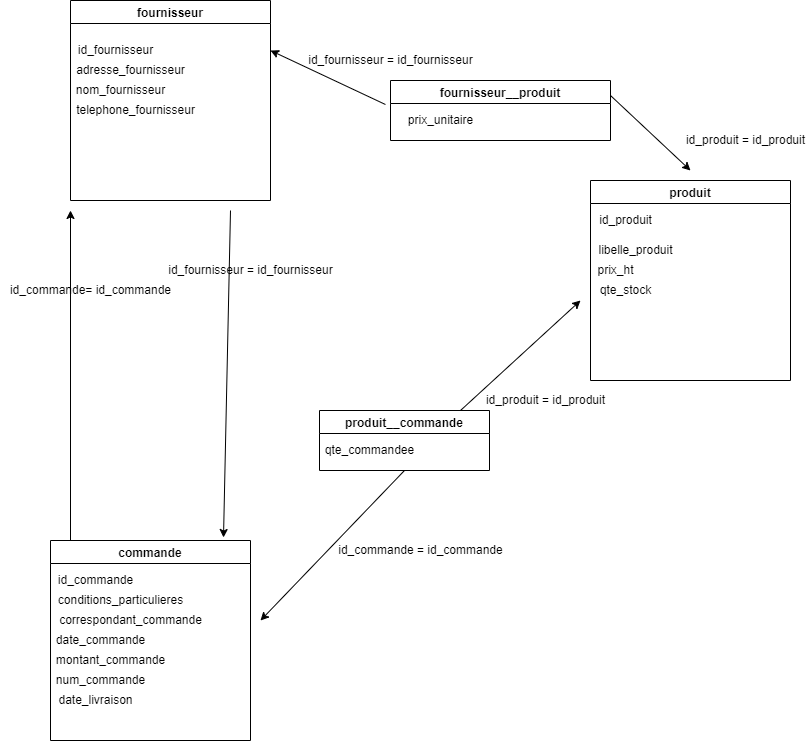 fournisseur
id_fournisseur
adresse_fournisseur
nom_fournisseur
telephone_fournisseur
id_fournisseur = id_fournisseur
fournisseur__produit
prix_unitaire
id_produit = id_produit
produit
id_produit
libelle_produit
prix_ht
qte_stock
id_fournisseur = id_fournisseur
id_commande= id_commande
id_produit = id_produit
produit__commande
qte_commandee
id_commande = id_commande
commande
id_commande
conditions_particulieres
correspondant_commande
date_commande
montant_commande
num_commande
date_livraison